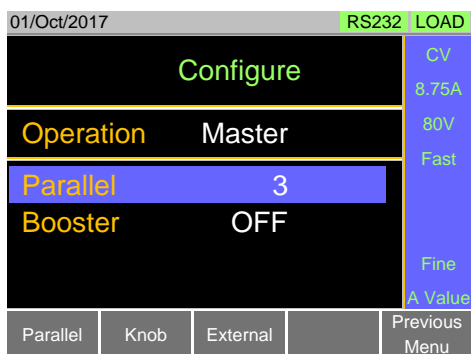 01/Oct/2017 RS232 LOAD
Configure
Operation Master
Parallel 3
Booster OFF
CV
8.75A
80V
Fast
Fine
A Value
Parallel Knob External Previous Menu